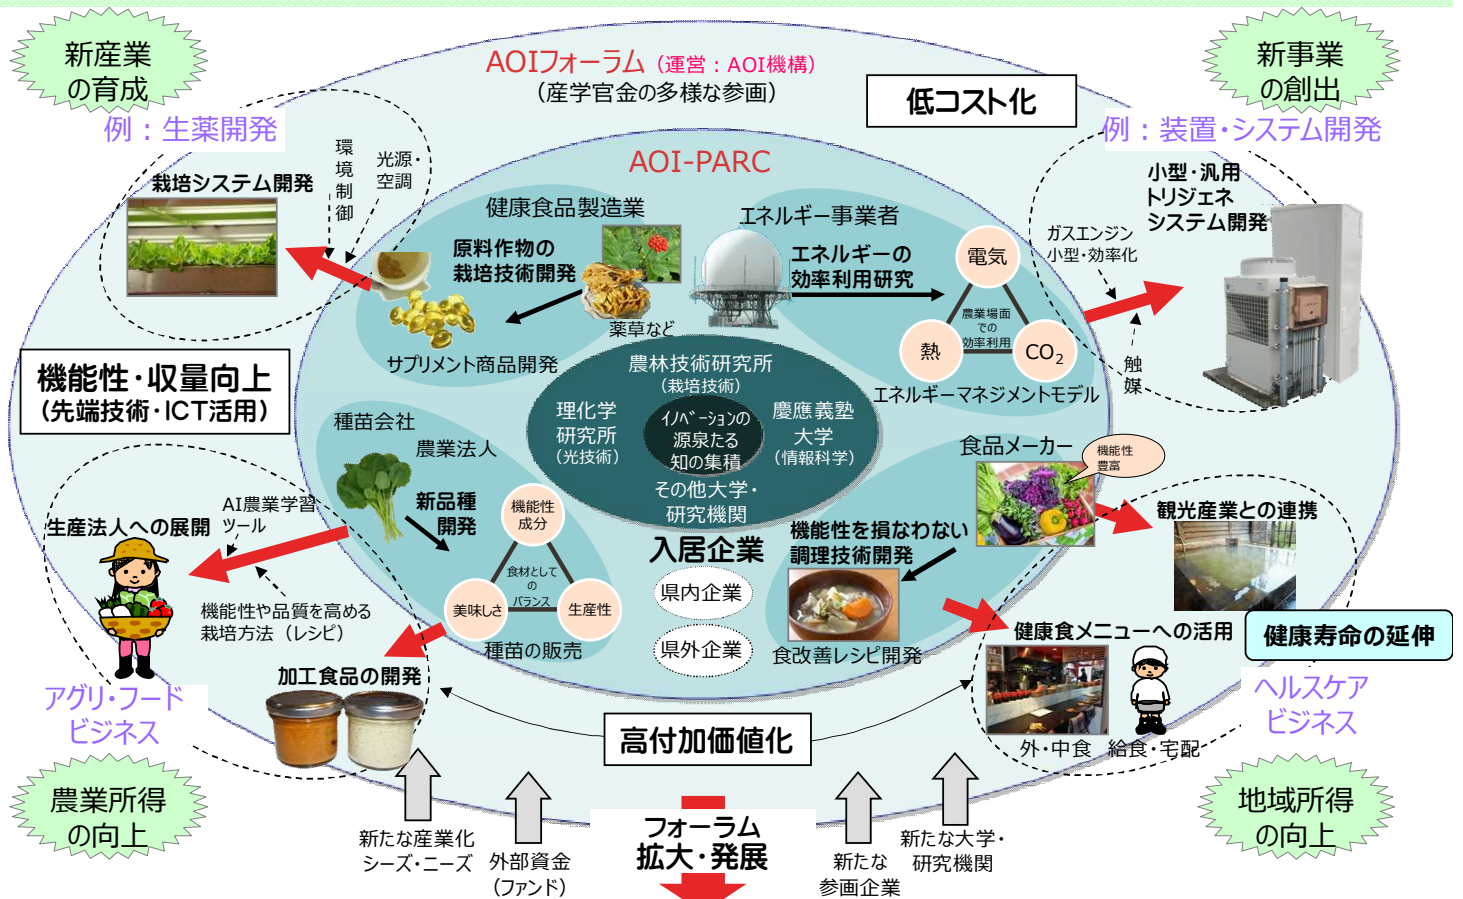 新産業
の育成
例：生薬開発
AOIフォーラム（運営：AOI機構）
（産学官金の多様な参画）
低コスト化
新事業
の創出
例：装置・システム開発
AOI-PARC
栽培システム開発
環境制御
光源・
空調
健康食品製造業
原料作物の
栽培技術開発
薬草など
サプリメント商品開発
エネルギー事業者
エネルギーの
効率利用研究
電気
熱
CO₂
農業場面
での
効率利用
エネルギーマネジメントモデル
ガスエンジン
小型・効率化
触媒
小型・汎用
トリジェネ
システム開発
機能性・収量向上
（先端技術・ICT活用）
農林技術研究所
（栽培技術）
理化学
研究所
（光技術）
イノベーションの
源泉たる
知の集積
慶應義塾
大学
（情報科学）
その他大学・
研究機関
種苗会社
農業法人
新品種
開発
機能性
成分
美味しさ
生産性
食材として
の
バランス
種苗の販売
入居企業
県内企業
県外企業
食品メーカー
機能性
豊富
機能性を損なわない
調理技術開発
食改善レシピ開発
観光産業との連携
健康食メニューへの活用
外・中食
給食・宅配
健康寿命の延伸
ヘルスケア
ビジネス
生産法人への展開
AI農業学習
ツール
機能性や品質を高める
栽培方法（レシピ）
加工食品の開発
アグリ・フード
ビジネス
高付加価値化
農業所得
の向上
地域所得
の向上
新たな産業化
シーズ・ニーズ
外部資金
（ファンド）
フォーラム
拡大・発展
新たな
参画企業
新たな大学・
研究機関